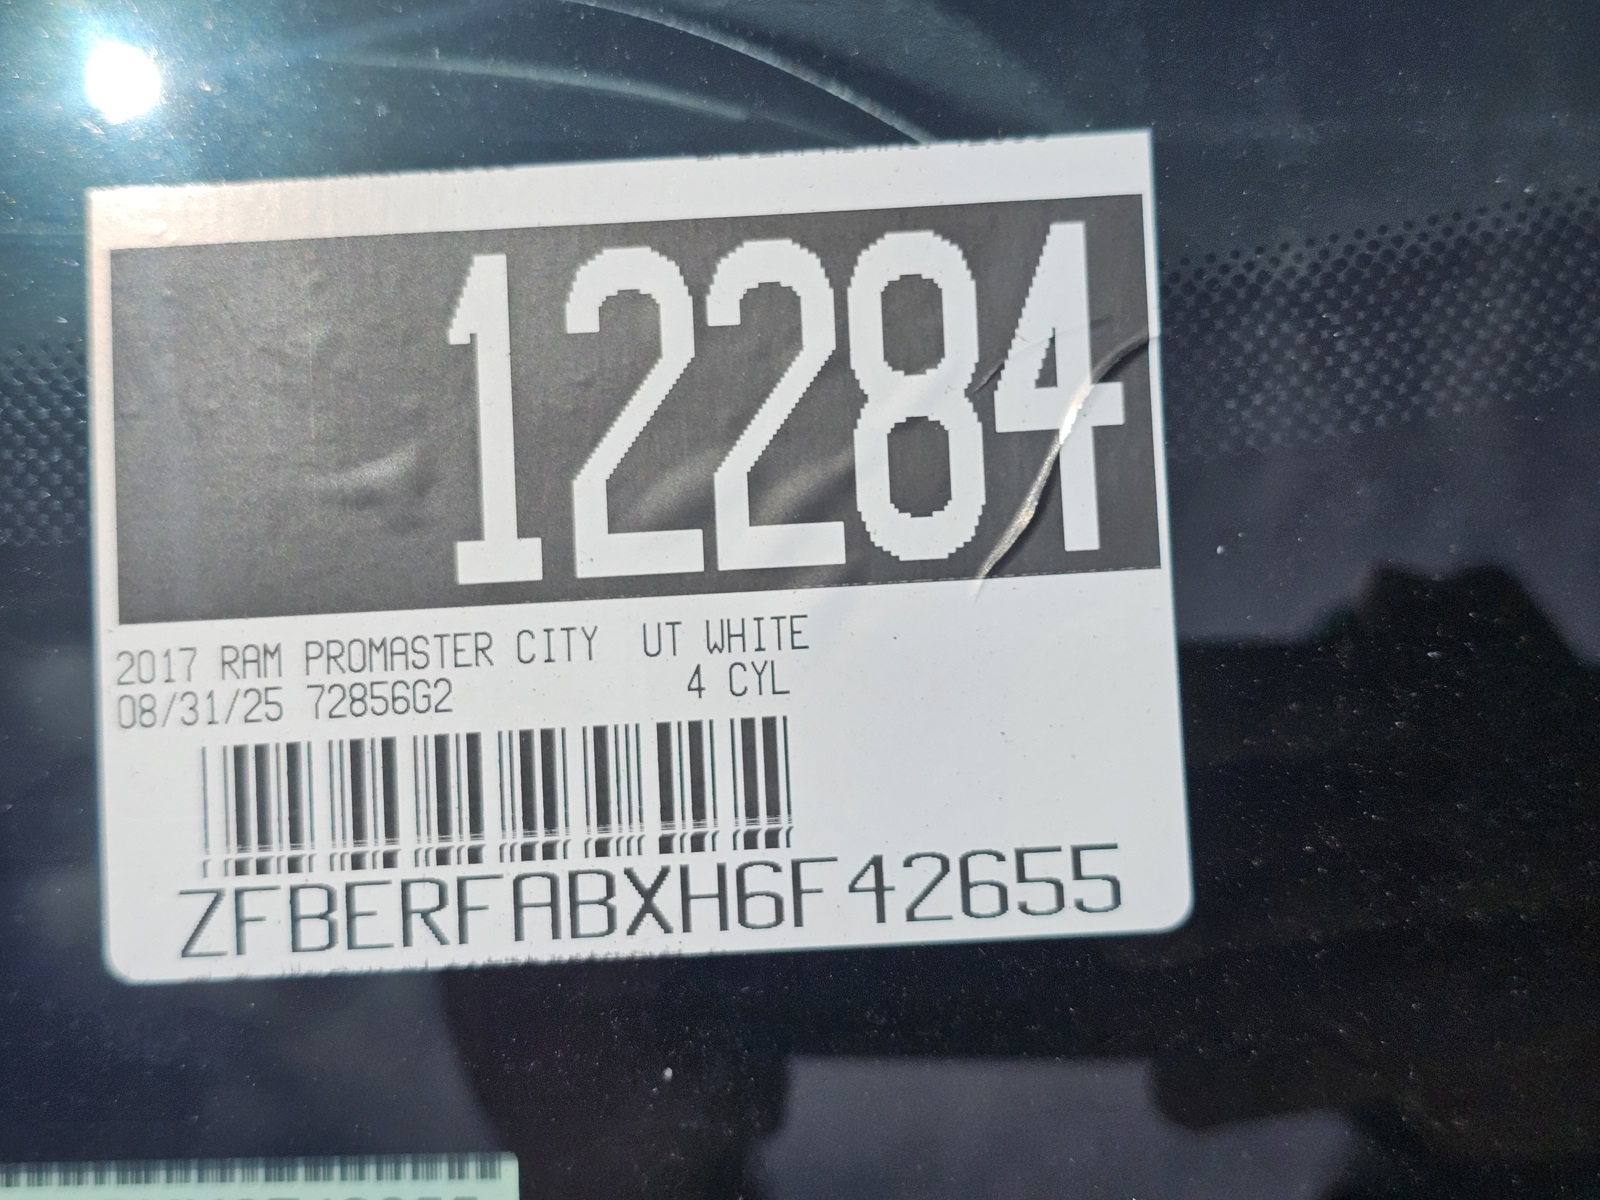 12284
2017 RAM PROMASTER CITY UT WHITE
08/31/25 72856G2 4 CYL
ZFBERFABXH6F42655